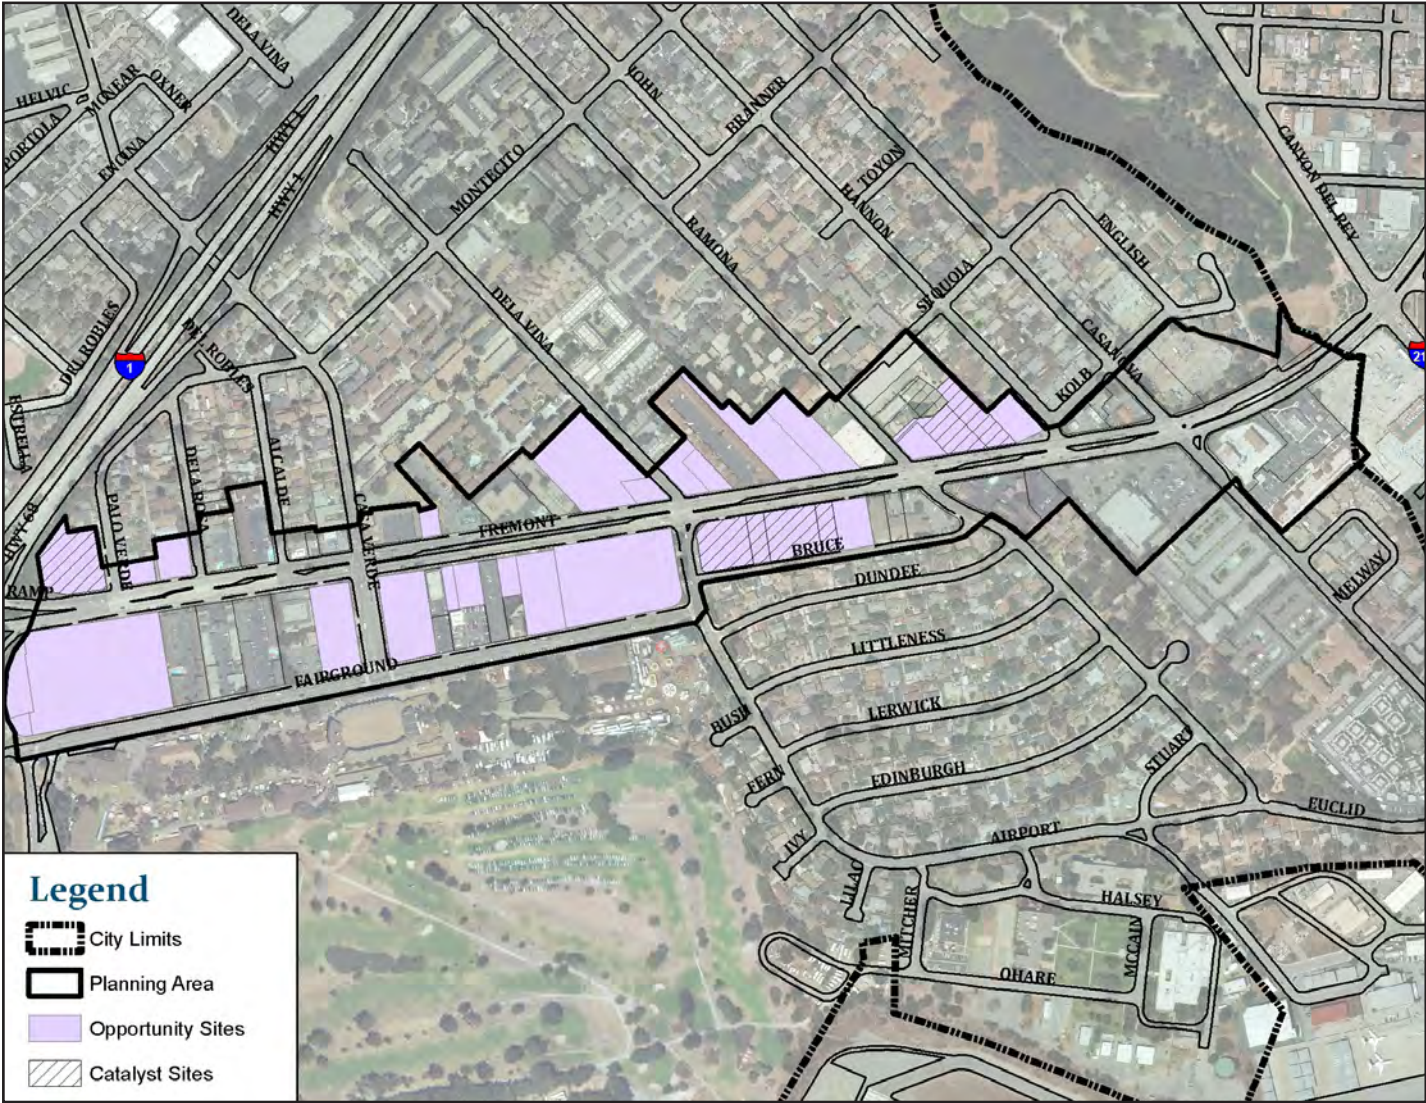 DELA VINA
HELVIC
MCNEAR
OXNER
PORTOLA
ENCINA
HWY 1
HWY 1
MONTECITO
JOHN
BRANNER
TOYON
HANNON
RAMONA
SEQUOIA
ENGLISH
CANYON DEL REY
CASANOVA
KOLB
DELA VINA
DEL ROBLES
DEL ROBLES
1
21
ALCALDE
DELA ROSA
PALO VERDE
CASA VERDE
HWY 68
RAMP
FREMONT
BRUCE
FAIRGROUND
DUNDEE
LITTLENESS
LERWICK
EDINBURGH
BUSH
FERN
IVY
LILAC
MITCHER
STUART
AIRPORT
EUCLID
HALSEY
MCCAIN
OHARE
MELWAY
Legend
City Limits
Planning Area
Opportunity Sites
Catalyst Sites